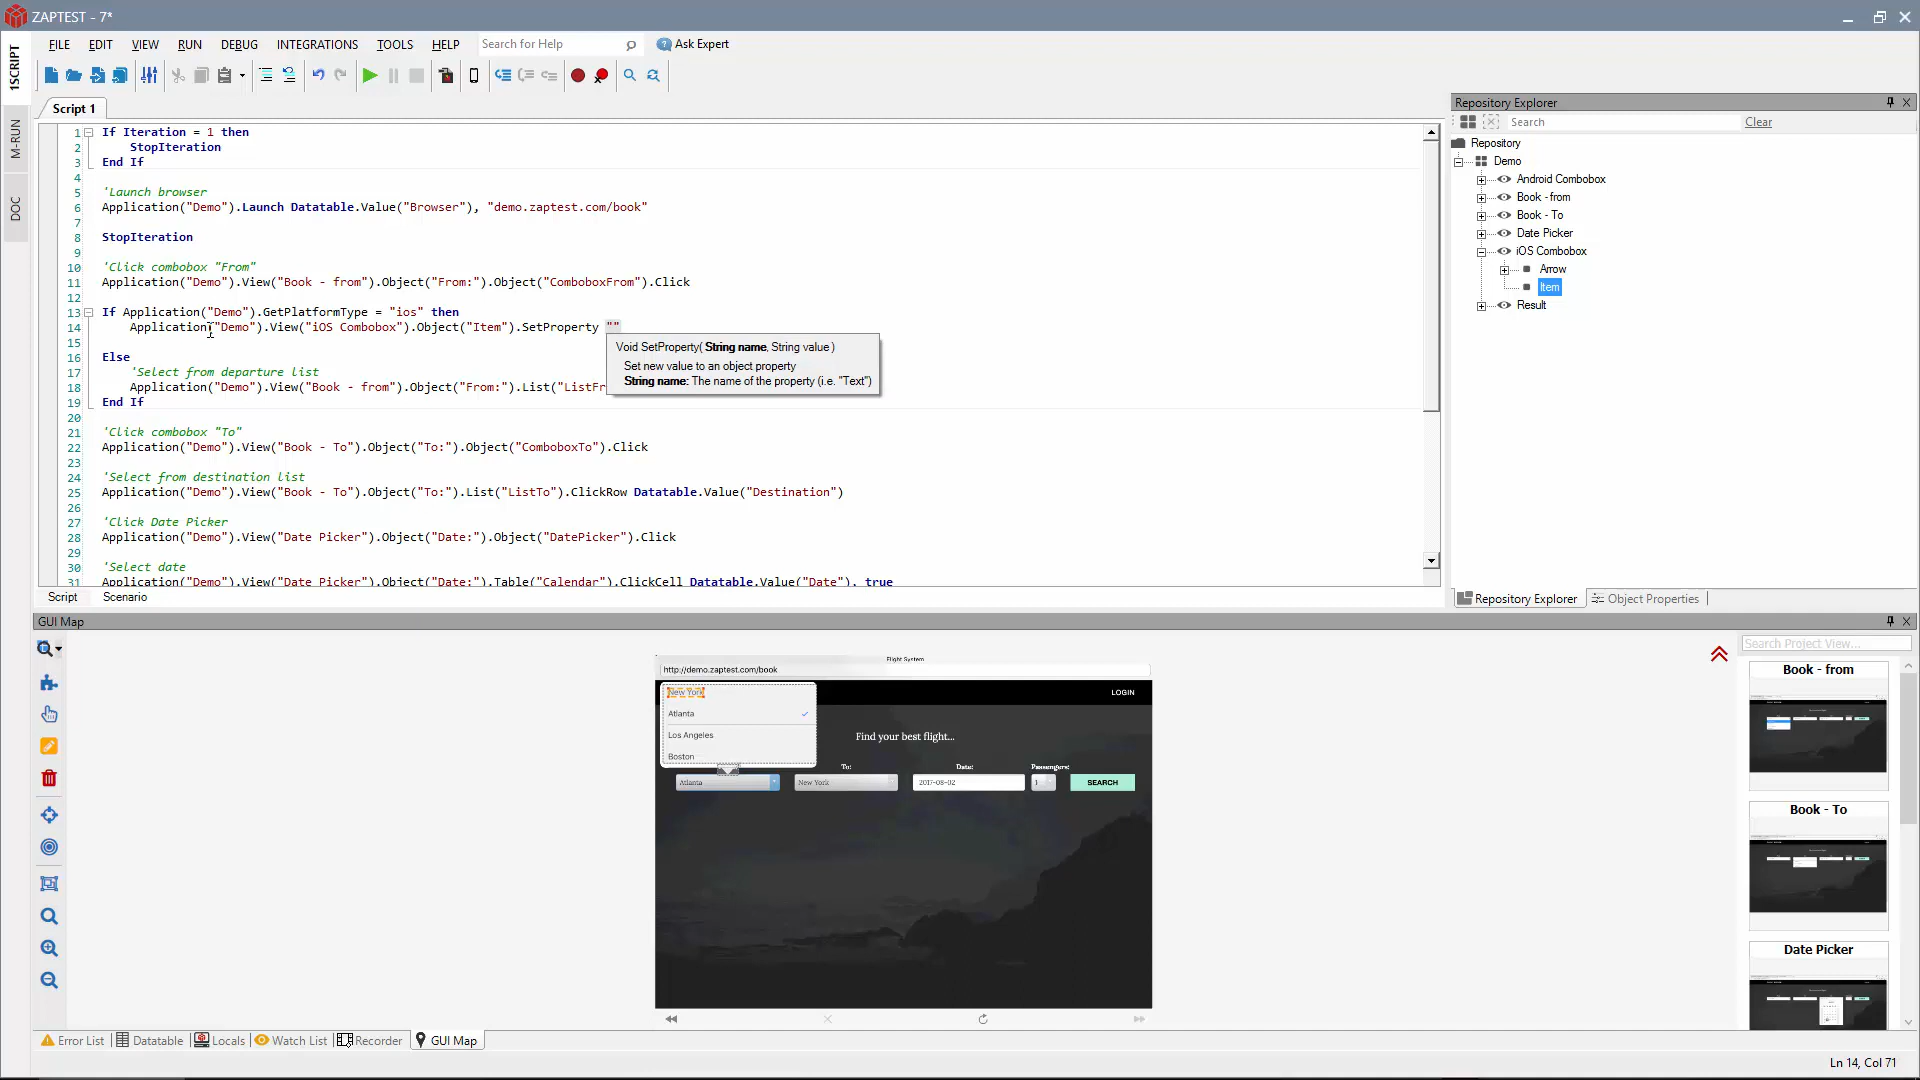 ZAPTEST - 7*
1SCRIPT
M-RUN
DOC
FILE EDIT VIEW RUN DEBUG INTEGRATIONS TOOLS HELP Search for Help Ask Expert
Script 1
1 If Iteration = 1 then
2 StopIteration
3 End If
4
5 'Launch browser
6 Application("Demo").Launch Datatable.Value("Browser"), "demo.zaptest.com/book"
7
8 StopIteration
9
10 'Click combobox "From"
11 Application("Demo").View("Book - from").Object("From:").Object("ComboboxFrom").Click
12
13 If Application("Demo").GetPlatformType = "ios" then
14 Application("Demo").View("iOS Combobox").Object("Item").SetProperty ""
15
16 Else
17 'Select from departure list
18 Application("Demo").View("Book - from").Object("From:").List("ListFr
19 End If
20
21 'Click combobox "To"
22 Application("Demo").View("Book - To").Object("To:").Object("ComboboxTo").Click
23
24 'Select from destination list
25 Application("Demo").View("Book - To").Object("To:").List("ListTo").ClickRow Datatable.Value("Destination")
26
27 'Click Date Picker
28 Application("Demo").View("Date Picker").Object("Date:").Object("DatePicker").Click
29
30 'Select date
31 Application("Demo").View("Date Picker").Object("Date:").Table("Calendar").ClickCell Datatable.Value("Date"), true
Void SetProperty( String name, String value )
Set new value to an object property
String name: The name of the property (i.e. "Text")
Script Scenario
Repository Explorer
Search Clear
Repository
Demo
Android Combobox
Book - from
Book - To
Date Picker
iOS Combobox
Arrow
Item
Result
Repository Explorer Object Properties
GUI Map
Flight System
http://demo.zaptest.com/book
New York
LOGIN
Atlanta
Los Angeles
Boston
Find your best flight...
To: Date: Passengers:
Atlanta New York 2017-08-02 1 SEARCH
Search Project View...
Book - from
Book - To
Date Picker
Error List Datatable Locals Watch List Recorder GUI Map
Ln 14, Col 71